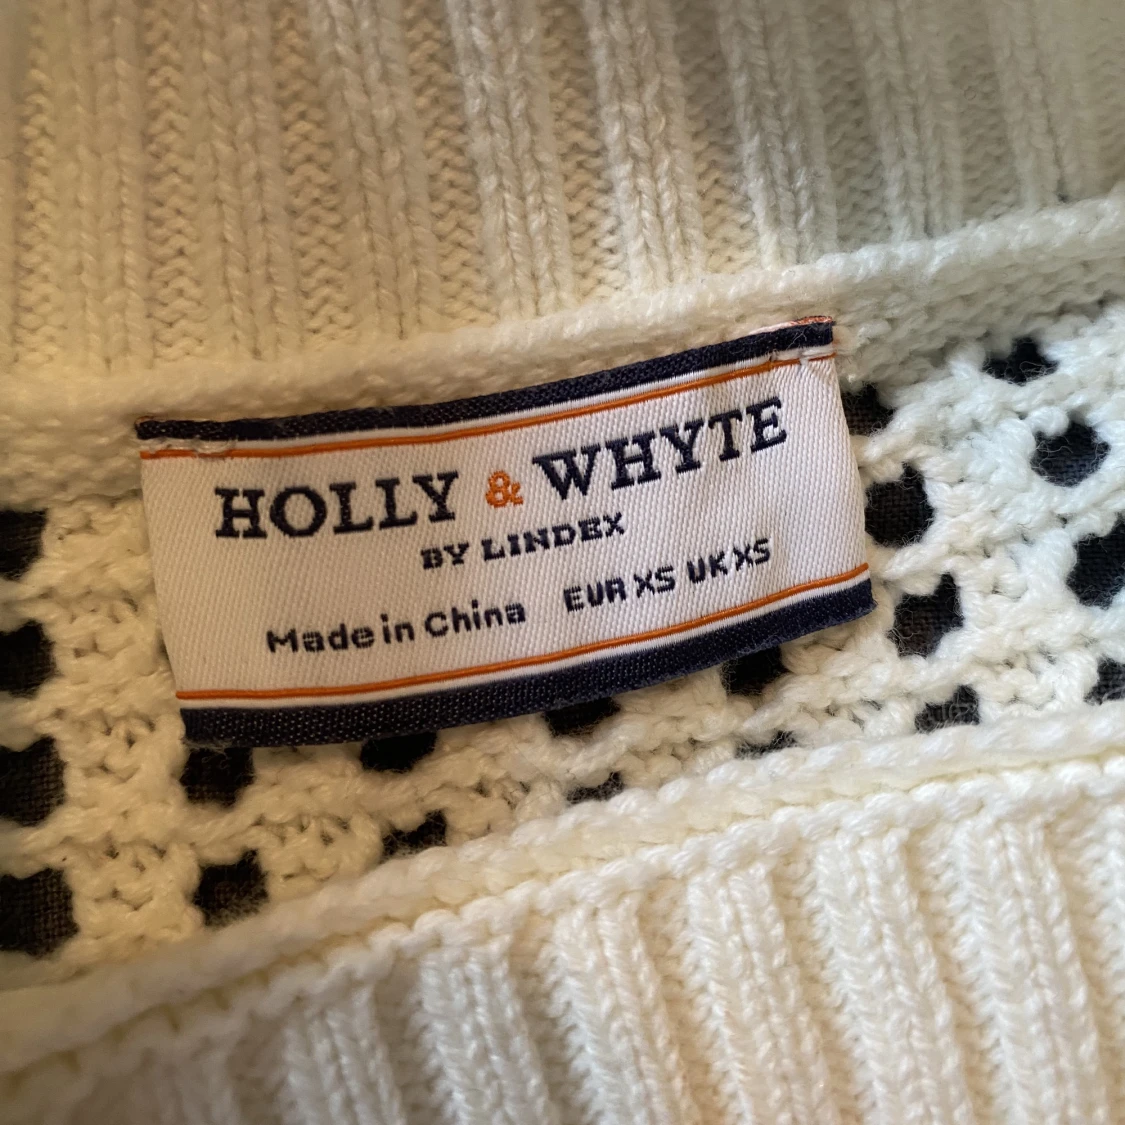 HOLLY & WHYTE
BY LINDEX
Made in China EUR XS UK XS